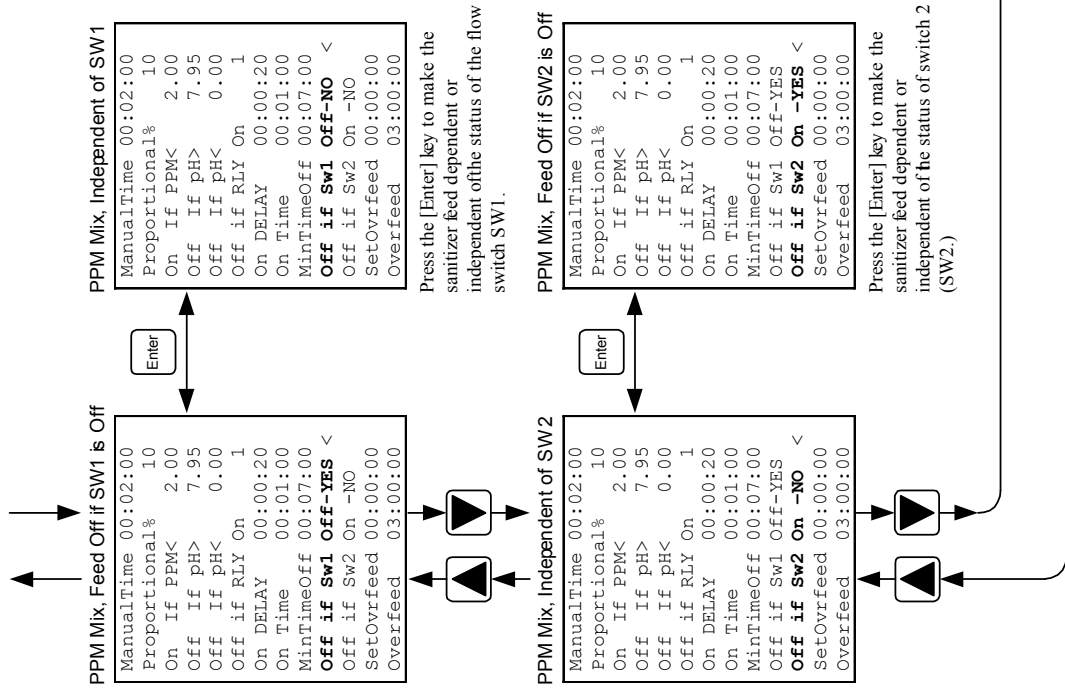 PPM Mix, Feed Off if SW1 is Off
ManualTime 00:02:00
Proportional% 10
On If PPM< 2.00
Off If pH> 7.95
Off If pH< 0.00
Off if RLY On 1
On DELAY 00:00:20
On Time 00:01:00
MinTimeOff 00:07:00
Off if Sw1 Off-YES <
Off if Sw2 On -NO
SetOvrfeed 00:00:00
Overfeed 03:00:00
Enter
PPM Mix, Independent of SW1
ManualTime 00:02:00
Proportional% 10
On If PPM< 2.00
Off If pH> 7.95
Off If pH< 0.00
Off if RLY On 1
On DELAY 00:00:20
On Time 00:01:00
MinTimeOff 00:07:00
Off if Sw1 Off-NO <
Off if Sw2 On -NO
SetOvrfeed 00:00:00
Overfeed 03:00:00
Press the [Enter] key to make the
sanitizer feed dependent or
independent of the status of the flow
switch SW1.
PPM Mix, Independent of SW2
ManualTime 00:02:00
Proportional% 10
On If PPM< 2.00
Off If pH> 7.95
Off If pH< 0.00
Off if RLY On 1
On DELAY 00:00:20
On Time 00:01:00
MinTimeOff 00:07:00
Off if Sw1 Off-YES
Off if Sw2 On -NO <
SetOvrfeed 00:00:00
Overfeed 03:00:00
Enter
PPM Mix, Feed Off if SW2 is Off
ManualTime 00:02:00
Proportional% 10
On If PPM< 2.00
Off If pH> 7.95
Off If pH< 0.00
Off if RLY On 1
On DELAY 00:00:20
On Time 00:01:00
MinTimeOff 00:07:00
Off if Sw1 Off-YES
Off if Sw2 On -YES <
SetOvrfeed 00:00:00
Overfeed 03:00:00
Press the [Enter] key to make the
sanitizer feed dependent or
independent of the status of switch 2
(SW2.)